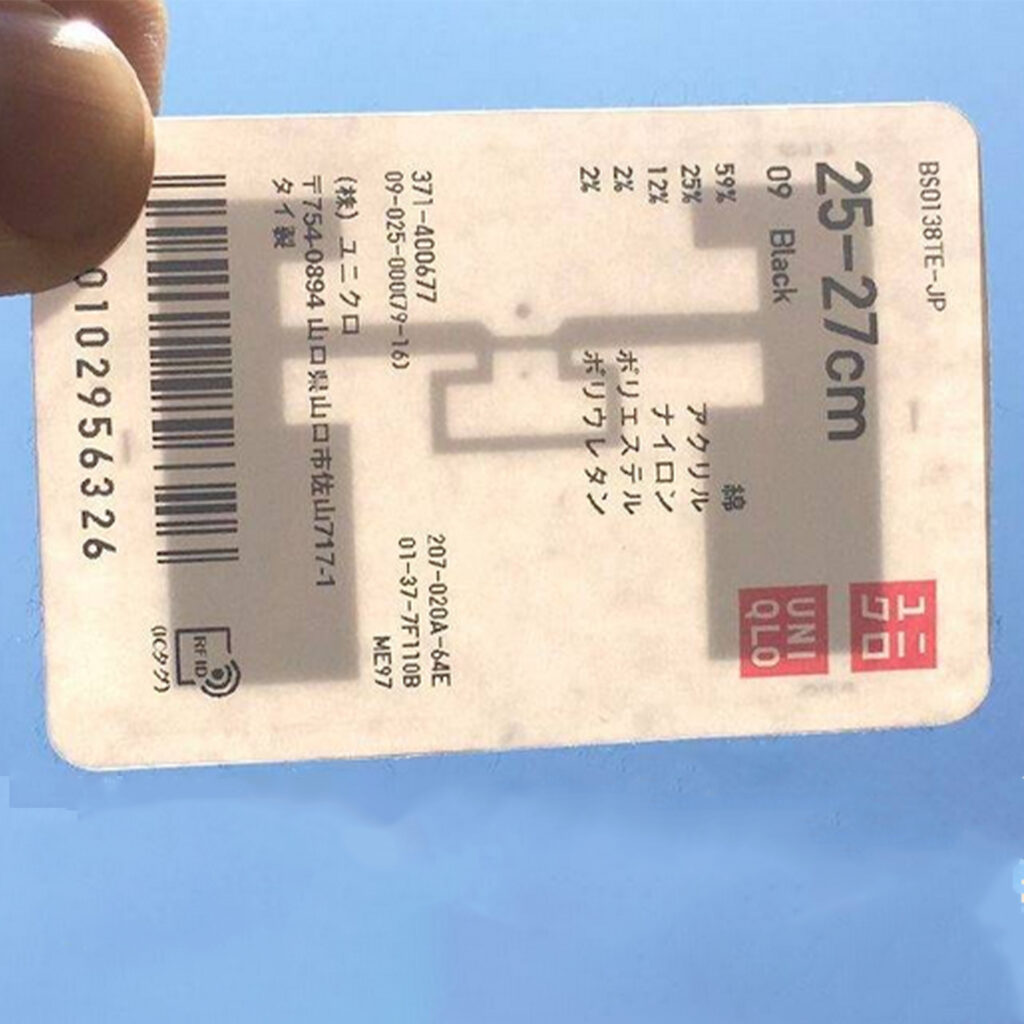 BS0138TE-JP
ユニ
クロ
UNI
QLO
25-27cm
09 Black
59% 綿
25% アクリル
12% ナイロン
2% ポリエステル
2% ポリウレタン
371-400677 207-020A-64E
09-025-000(79-16) 01-37-7F110B
ME97
(株) ユニクロ
〒754-0894 山口県山口市佐山717-1
タイ製
RFID
(ICタグ)
0102956326